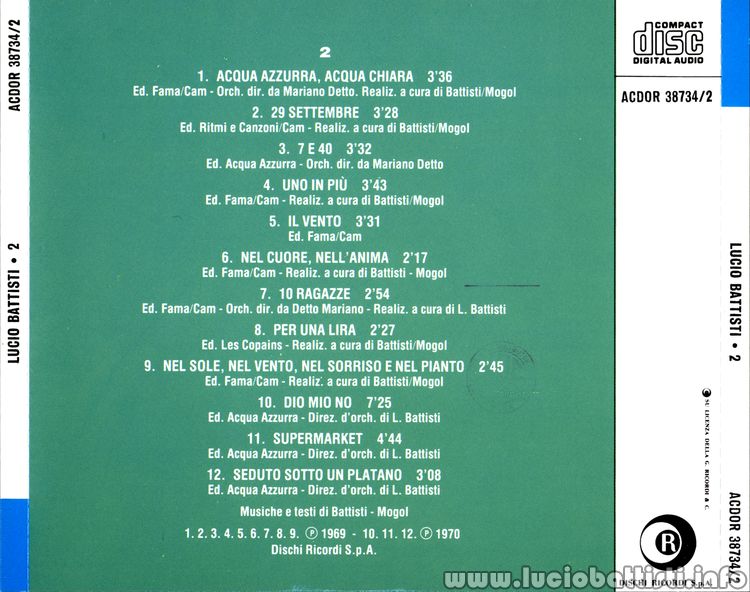 ACDOR 38734/2
LUCIO BATTISTI • 2
2
1. ACQUA AZZURRA, ACQUA CHIARA 3'36
Ed. Fama/Cam - Orch. dir. da Mariano Detto. Realiz. a cura di Battisti/Mogol
2. 29 SETTEMBRE 3'28
Ed. Ritmi e Canzoni/Cam - Realiz. a cura di Battisti/Mogol
3. 7 E 40 3'32
Ed. Acqua Azzurra - Orch. dir. da Mariano Detto
4. UNO IN PIÙ 3'43
Ed. Fama/Cam - Realiz. a cura di Battisti/Mogol
5. IL VENTO 3'31
Ed. Fama/Cam
6. NEL CUORE, NELL'ANIMA 2'17
Ed. Fama/Cam - Realiz. a cura di Battisti - Mogol
7. 10 RAGAZZE 2'54
Ed. Fama/Cam - Orch. dir. da Detto Mariano - Realiz. a cura di L. Battisti
8. PER UNA LIRA 2'27
Ed. Les Copains - Realiz. a cura di Battisti/Mogol
9. NEL SOLE, NEL VENTO, NEL SORRISO E NEL PIANTO 2'45
Ed. Fama/Cam - Realiz. a cura di Battisti/Mogol
10. DIO MIO NO 7'25
Ed. Acqua Azzurra - Direz. d'orch. di L. Battisti
11. SUPERMARKET 4'44
Ed. Acqua Azzurra - Direz. d'orch. di L. Battisti
12. SEDUTO SOTTO UN PLATANO 3'08
Ed. Acqua Azzurra - Direz. d'orch. di L. Battisti
Musiche e testi di Battisti - Mogol
1. 2. 3. 4. 5. 6. 7. 8. 9. ℗ 1969 - 10. 11. 12. ℗ 1970
Dischi Ricordi S.p.A.
COMPACT
disc
DIGITAL AUDIO
ACDOR 38734/2
SU LICENZA DELLA G. RICORDI & C.
R
DISCHI RICORDI S.p.A.
LUCIO BATTISTI • 2
ACDOR 38734/2
www.luciobattisti.info